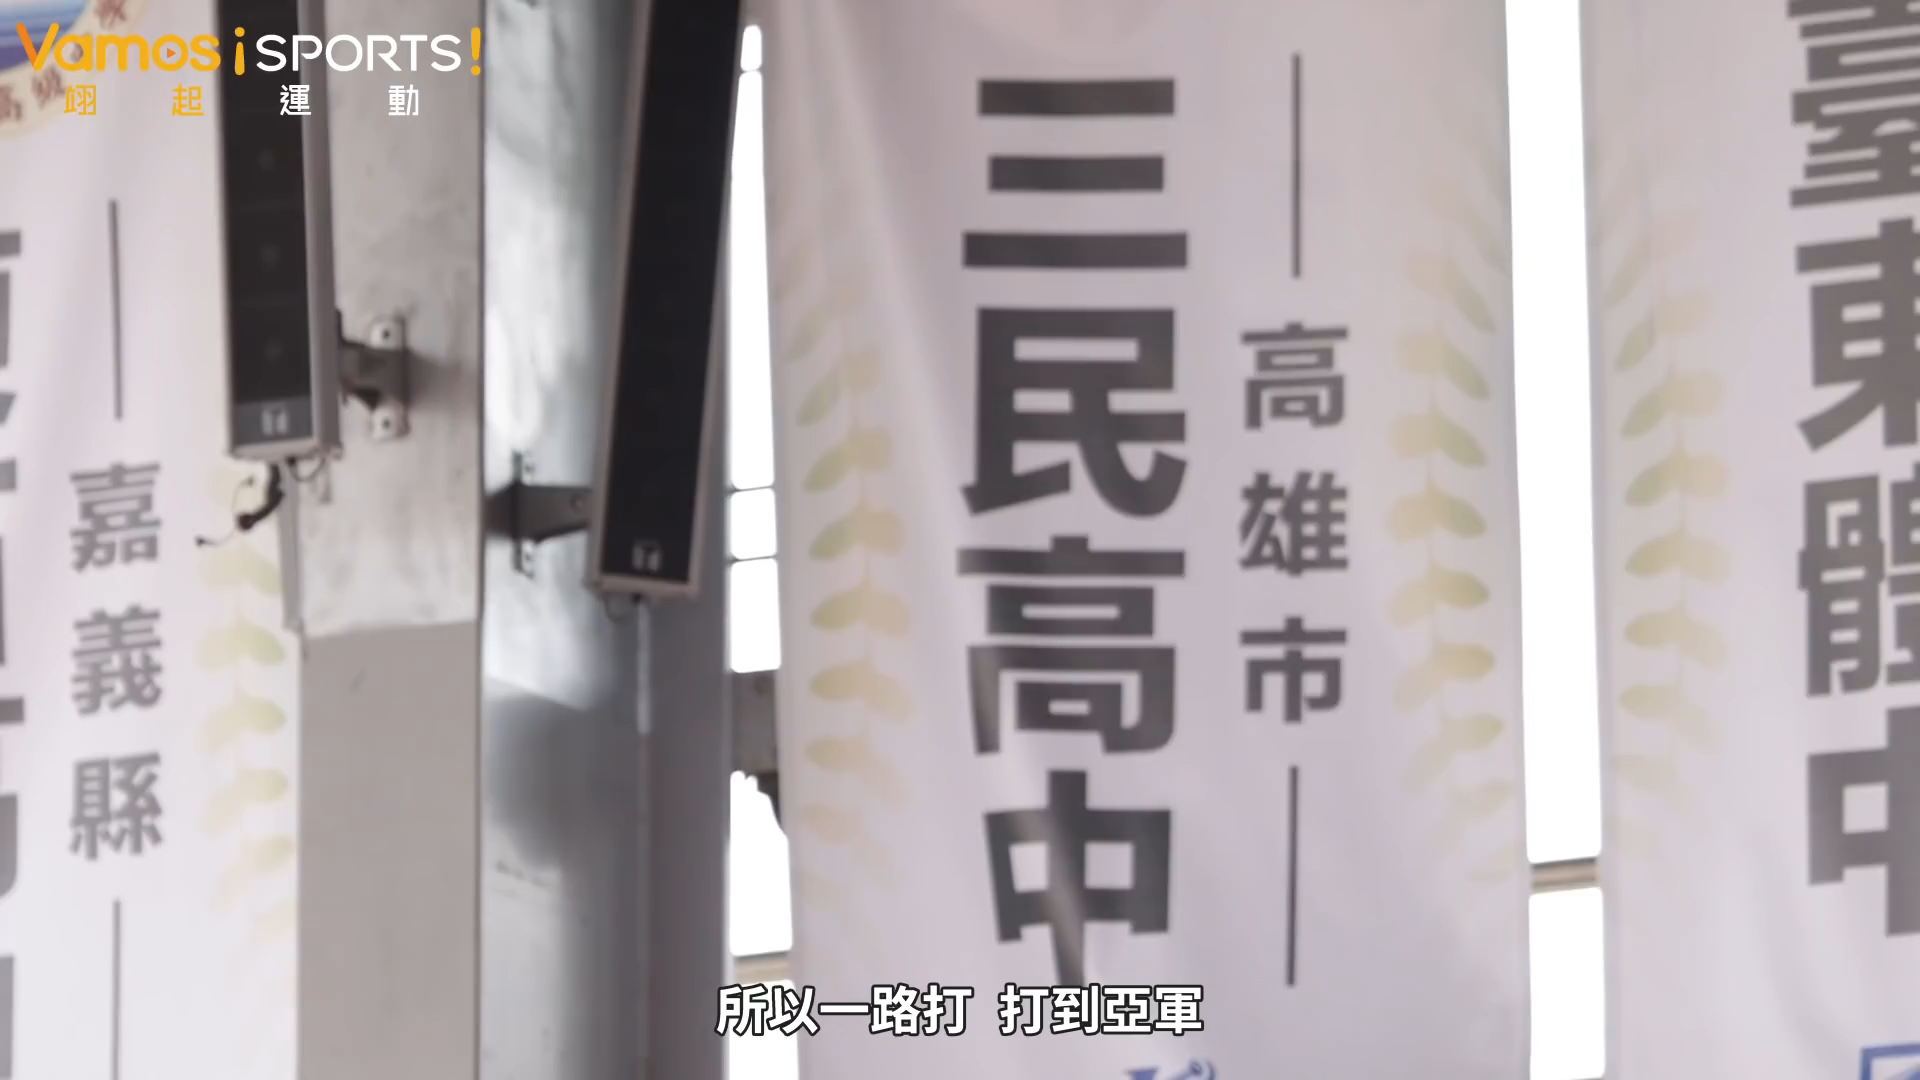 Vamos SPORTS!
翊起運動
嘉義縣
三民高中
高雄市
臺東體中
所以一路打 打到亞軍